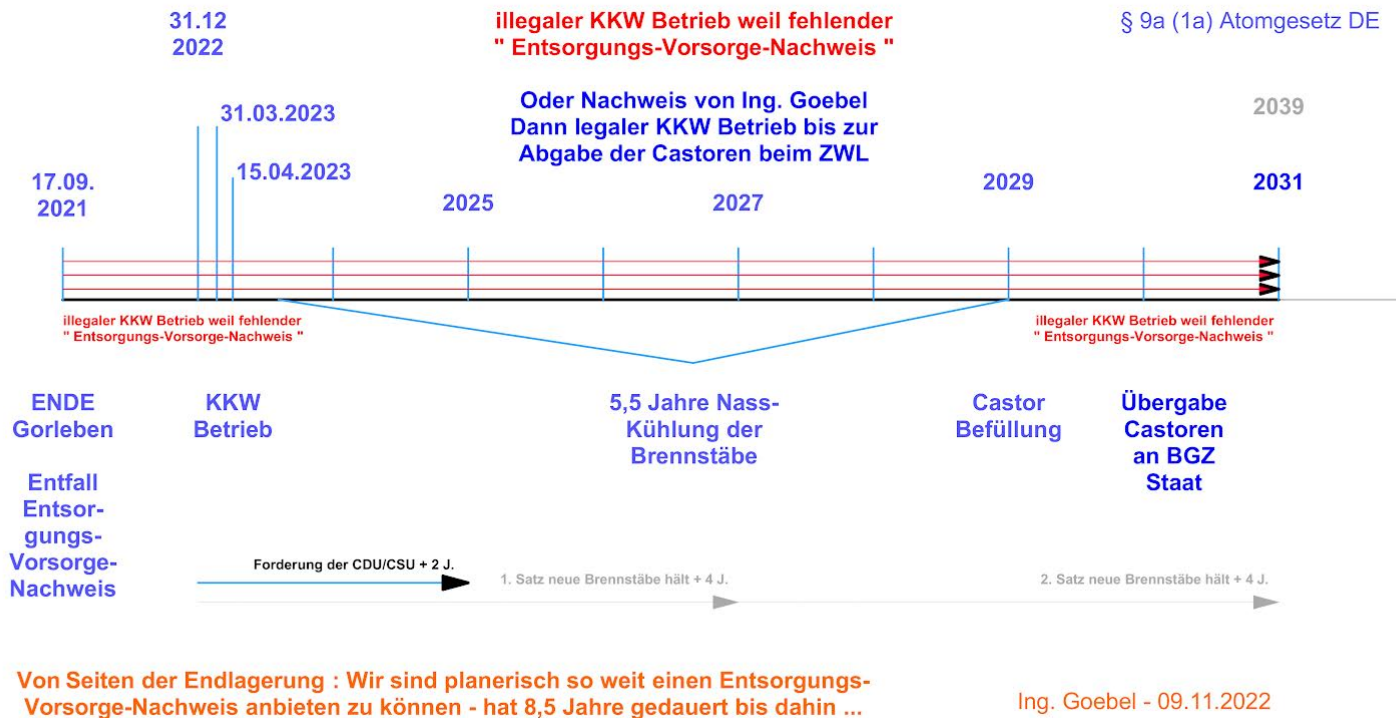 31.12
2022
illegaler KKW Betrieb weil fehlender
" Entsorgungs-Vorsorge-Nachweis "
§ 9a (1a) Atomgesetz DE
31.03.2023
Oder Nachweis von Ing. Goebel
Dann legaler KKW Betrieb bis zur
Abgabe der Castoren beim ZWL
2039
15.04.2023
17.09.
2021
2025
2027
2029
2031
illegaler KKW Betrieb weil fehlender
" Entsorgungs-Vorsorge-Nachweis "
illegaler KKW Betrieb weil fehlender
" Entsorgungs-Vorsorge-Nachweis "
ENDE
Gorleben
KKW
Betrieb
5,5 Jahre Nass-
Kühlung der
Brennstäbe
Castor
Befüllung
Übergabe
Castoren
an BGZ
Staat
Entfall
Entsor-
gungs-
Vorsorge-
Nachweis
Forderung der CDU/CSU + 2 J.
1. Satz neue Brennstäbe hält + 4 J.
2. Satz neue Brennstäbe hält + 4 J.
Von Seiten der Endlagerung : Wir sind planerisch so weit einen Entsorgungs-
Vorsorge-Nachweis anbieten zu können - hat 8,5 Jahre gedauert bis dahin ...
Ing. Goebel - 09.11.2022